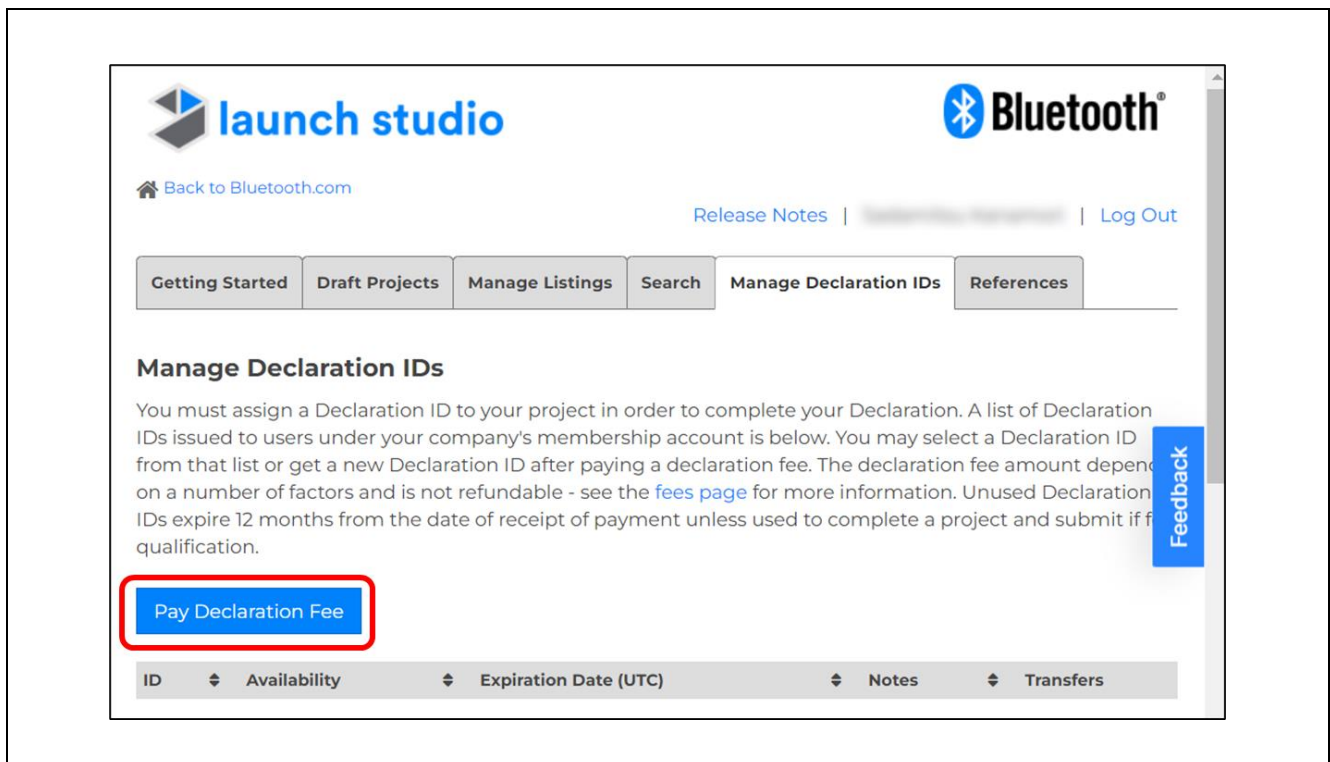 launch studio
Bluetooth®
Back to Bluetooth.com
Release Notes | | Log Out
Getting Started Draft Projects Manage Listings Search Manage Declaration IDs References
Manage Declaration IDs
You must assign a Declaration ID to your project in order to complete your Declaration. A list of Declaration
IDs issued to users under your company's membership account is below. You may select a Declaration ID
from that list or get a new Declaration ID after paying a declaration fee. The declaration fee amount depend
on a number of factors and is not refundable - see the fees page for more information. Unused Declaration
IDs expire 12 months from the date of receipt of payment unless used to complete a project and submit if f
qualification.
Feedback
Pay Declaration Fee
ID Availability Expiration Date (UTC) Notes Transfers